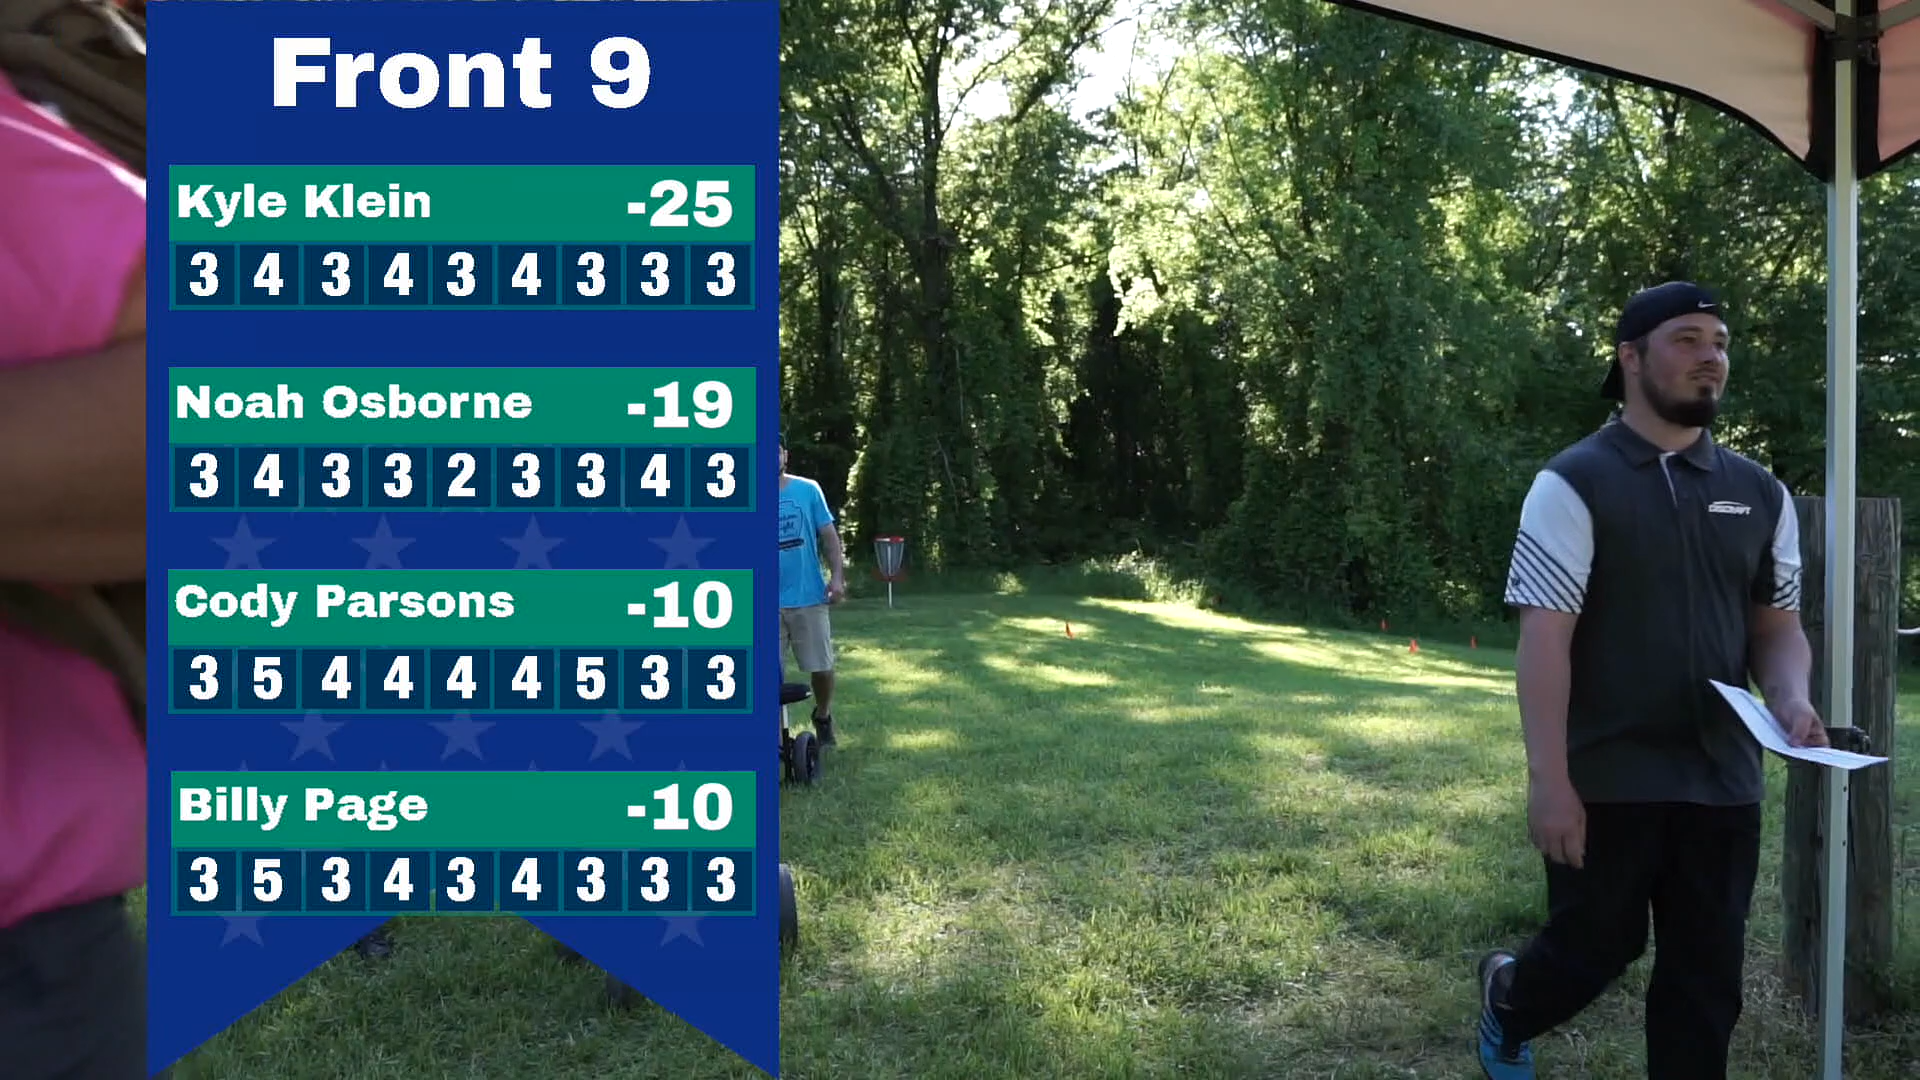 Front 9
Kyle Klein -25
3 4 3 4 3 4 3 3 3
Noah Osborne -19
3 4 3 3 2 3 3 4 3
Cody Parsons -10
3 5 4 4 4 4 5 3 3
Billy Page -10
3 5 3 4 3 4 3 3 3
DISCRAFT